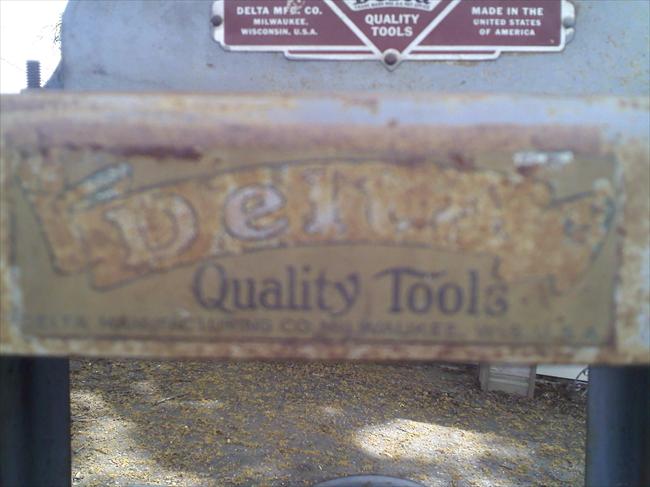 DELTA MFG. CO.
MILWAUKEE,
WISCONSIN, U.S.A.
QUALITY
TOOLS
MADE IN THE
UNITED STATES
OF AMERICA
Delta
Quality Tools
DELTA MANUFACTURING CO. MILWAUKEE, WIS. U.S.A.